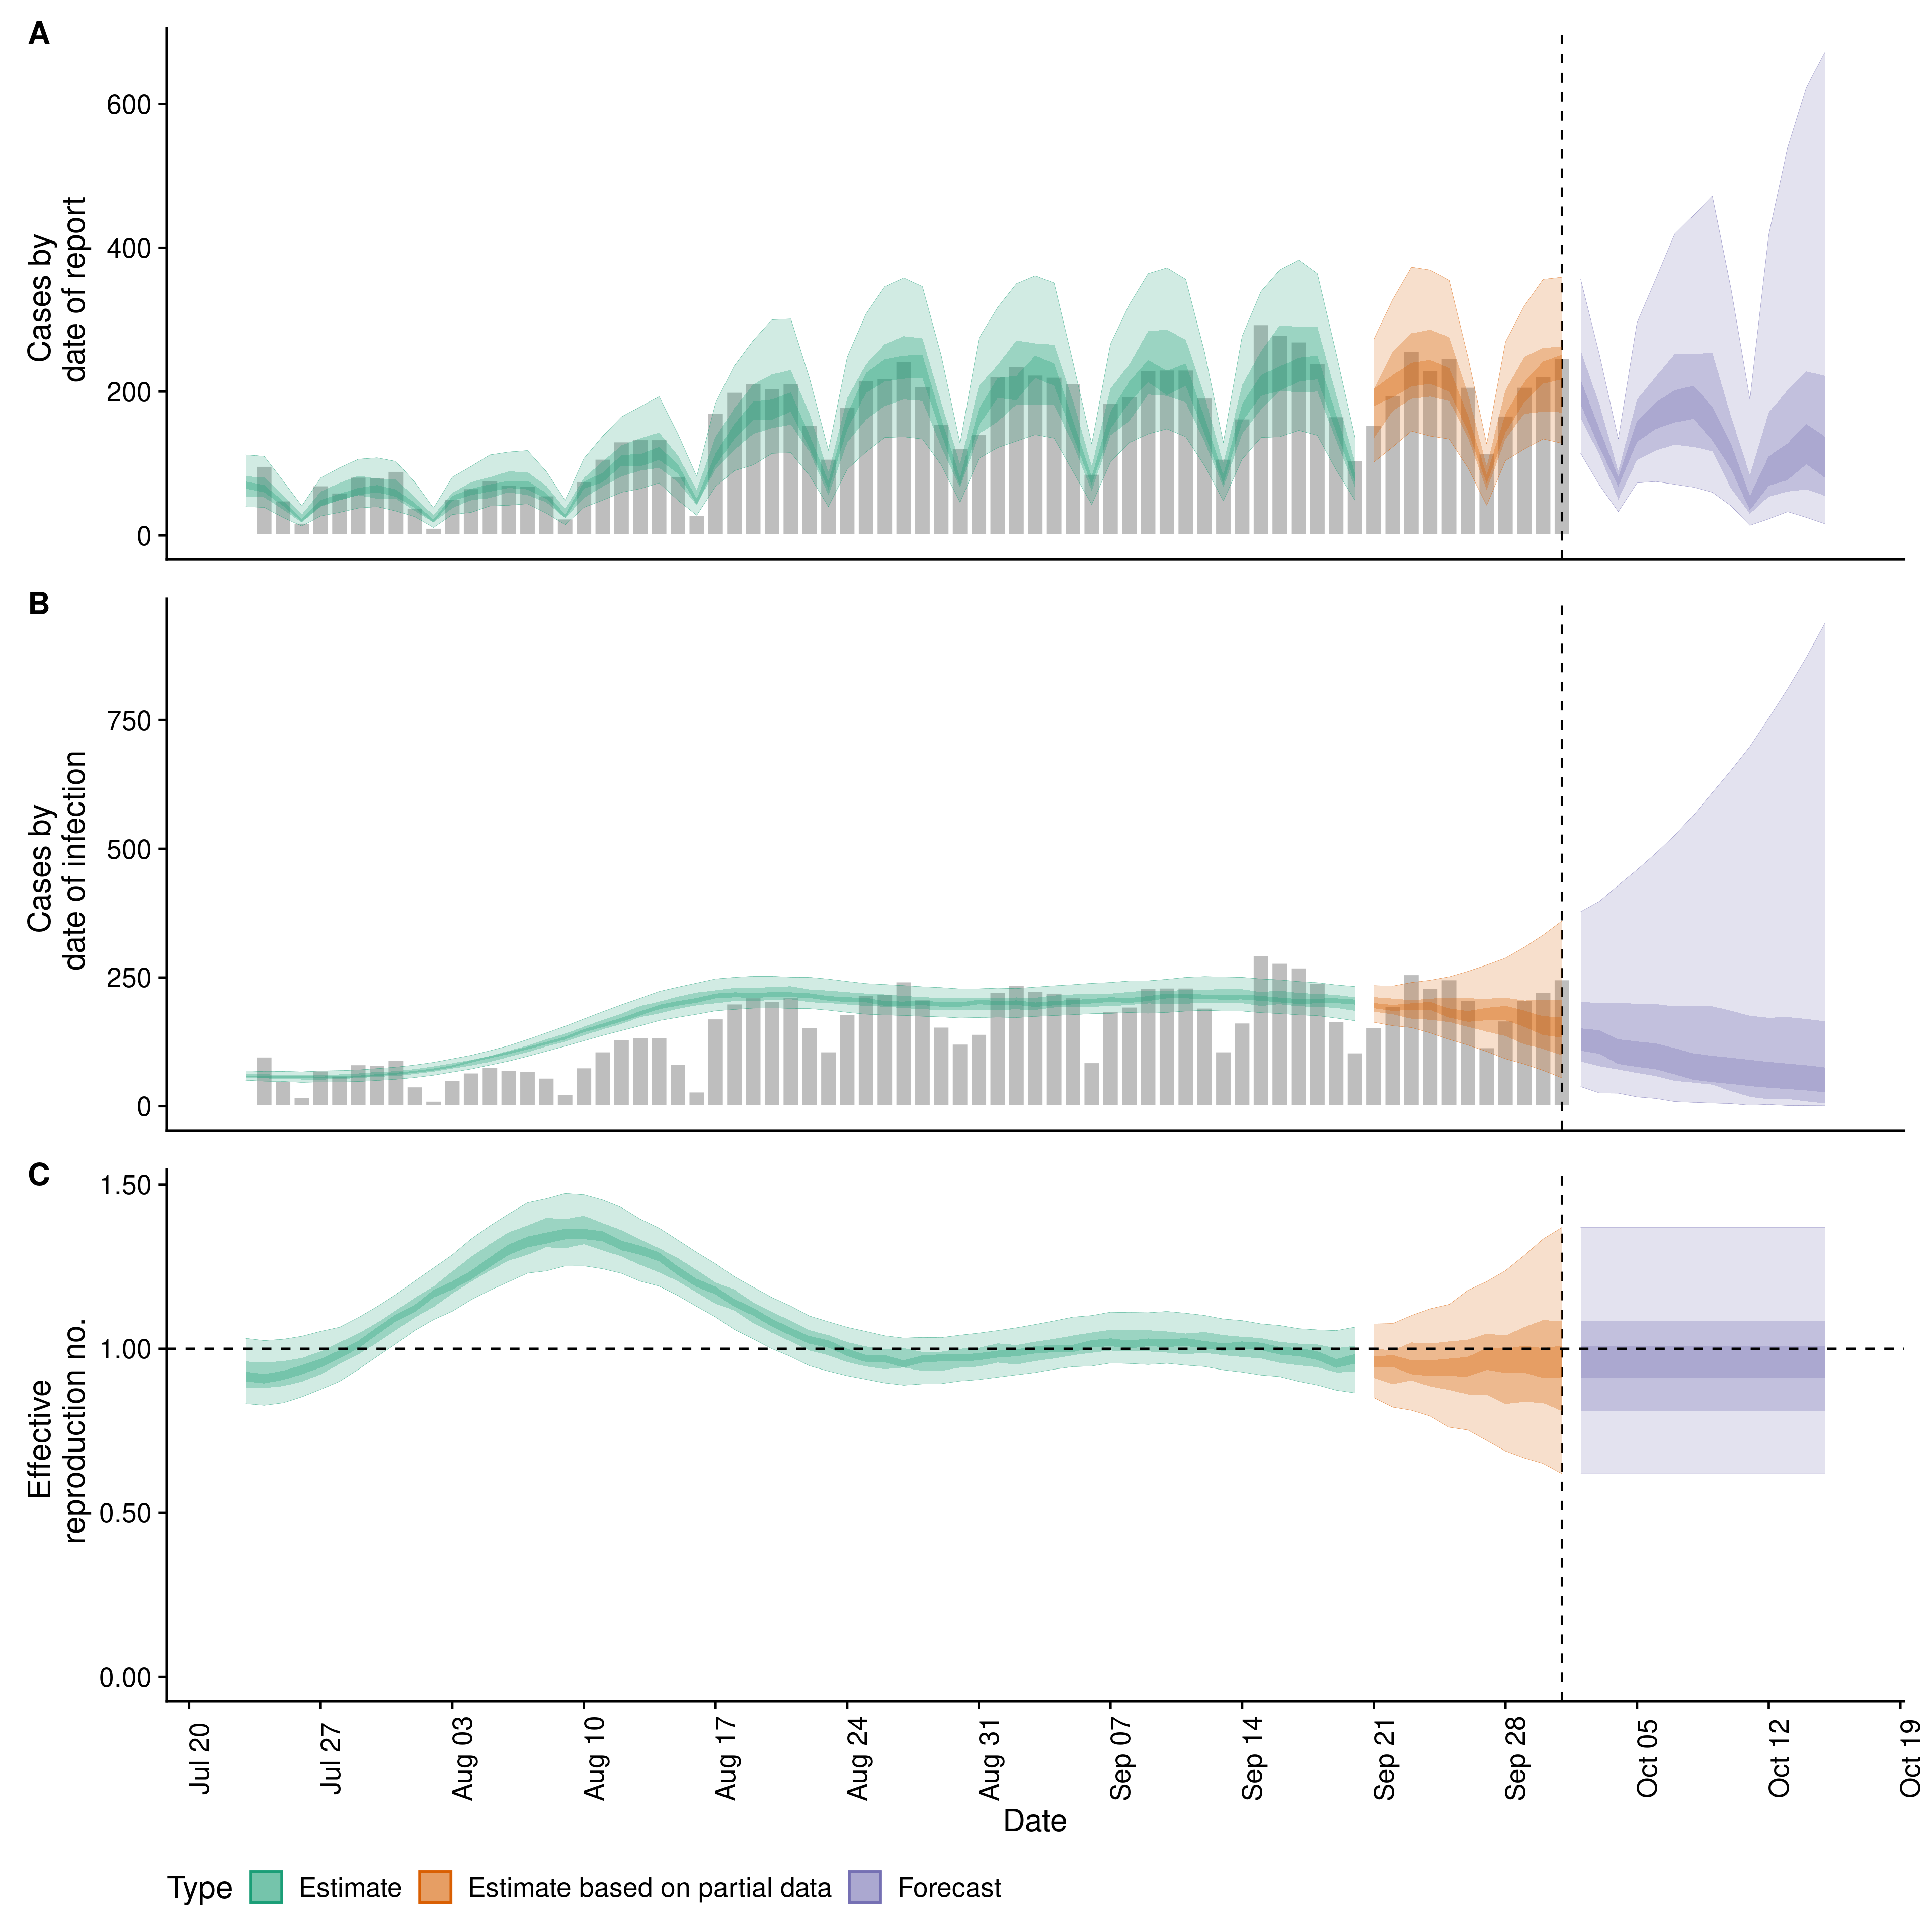 A
Cases by
date of report
600
400
200
0
B
Cases by
date of infection
750
500
250
0
C
Effective
reproduction no.
1.50
1.00
0.50
0.00
Jul 20
Jul 27
Aug 03
Aug 10
Aug 17
Aug 24
Aug 31
Sep 07
Sep 14
Sep 21
Sep 28
Oct 05
Oct 12
Oct 19
Date
Type Estimate Estimate based on partial data Forecast